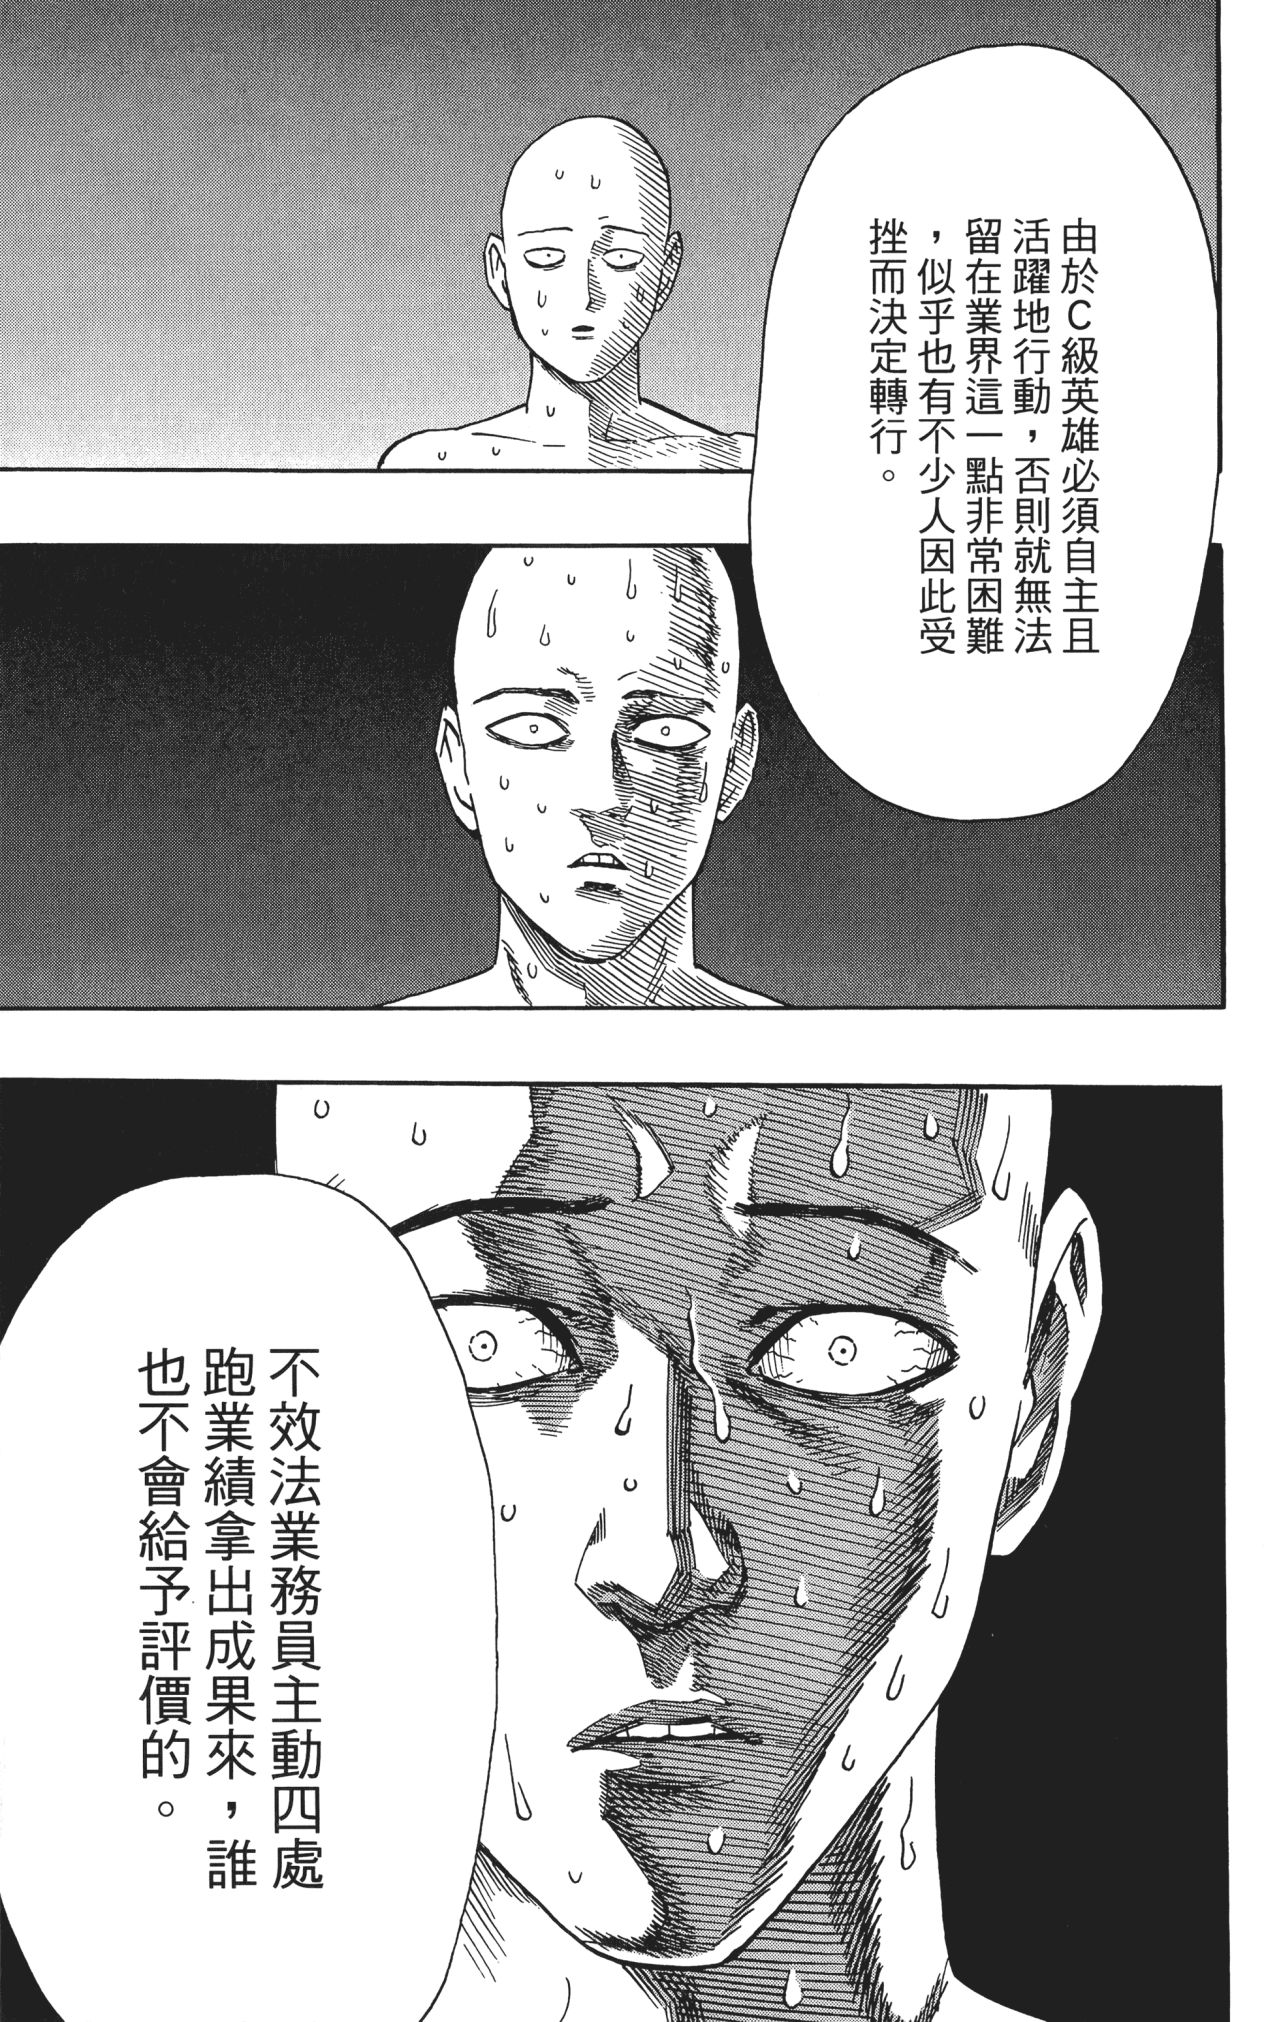 由於C級英雄必須自主且
活躍地行動，否則就無法
留在業界這一點非常困難
，似乎也有不少人因此受
挫而決定轉行。
不效法業務員主動四處
跑業績拿出成果來，誰
也不會給予評價的。